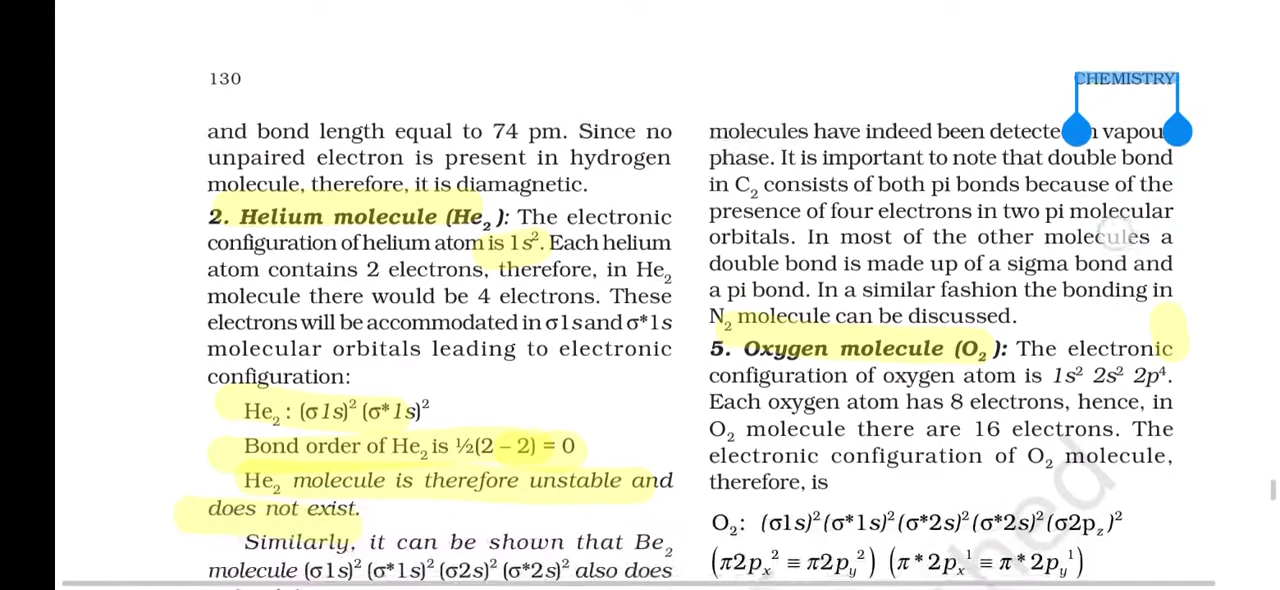 130
CHEMISTRY
and bond length equal to 74 pm. Since no
unpaired electron is present in hydrogen
molecule, therefore, it is diamagnetic.
2. Helium molecule (He₂ ): The electronic
configuration of helium atom is 1s². Each helium
atom contains 2 electrons, therefore, in He₂
molecule there would be 4 electrons. These
electrons will be accommodated in σ1s and σ*1s
molecular orbitals leading to electronic
configuration:
He₂ : (σ1s)² (σ*1s)²
Bond order of He₂ is ½(2 – 2) = 0
He₂ molecule is therefore unstable and
does not exist.
Similarly, it can be shown that Be₂
molecule (σ1s)² (σ*1s)² (σ2s)² (σ*2s)² also does
molecules have indeed been detecte vapou
phase. It is important to note that double bond
in C₂ consists of both pi bonds because of the
presence of four electrons in two pi molecular
orbitals. In most of the other molecules a
double bond is made up of a sigma bond and
a pi bond. In a similar fashion the bonding in
N₂ molecule can be discussed.
5. Oxygen molecule (O₂ ): The electronic
configuration of oxygen atom is 1s² 2s² 2p⁴.
Each oxygen atom has 8 electrons, hence, in
O₂ molecule there are 16 electrons. The
electronic configuration of O₂ molecule,
therefore, is
O₂: (σ1s)² (σ*1s)² (σ*2s)² (σ*2s)² (σ2p_z)²
(π2pₓ² ≡ π2p_y²) (π*2pₓ¹ ≡ π*2p_y¹)